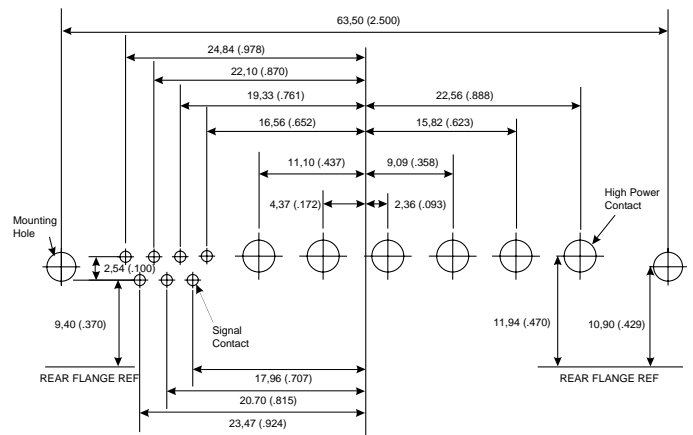 63,50 (2.500)
24,84 (.978)
22,10 (.870)
19,33 (.761)
22,56 (.888)
16,56 (.652)
15,82 (.623)
11,10 (.437)
9,09 (.358)
4,37 (.172)
2,36 (.093)
High Power
Contact
Mounting
Hole
2,54 (.100)
9,40 (.370)
Signal
Contact
11,94 (.470)
10,90 (.429)
REAR FLANGE REF
17,96 (.707)
REAR FLANGE REF
20.70 (.815)
23,47 (.924)